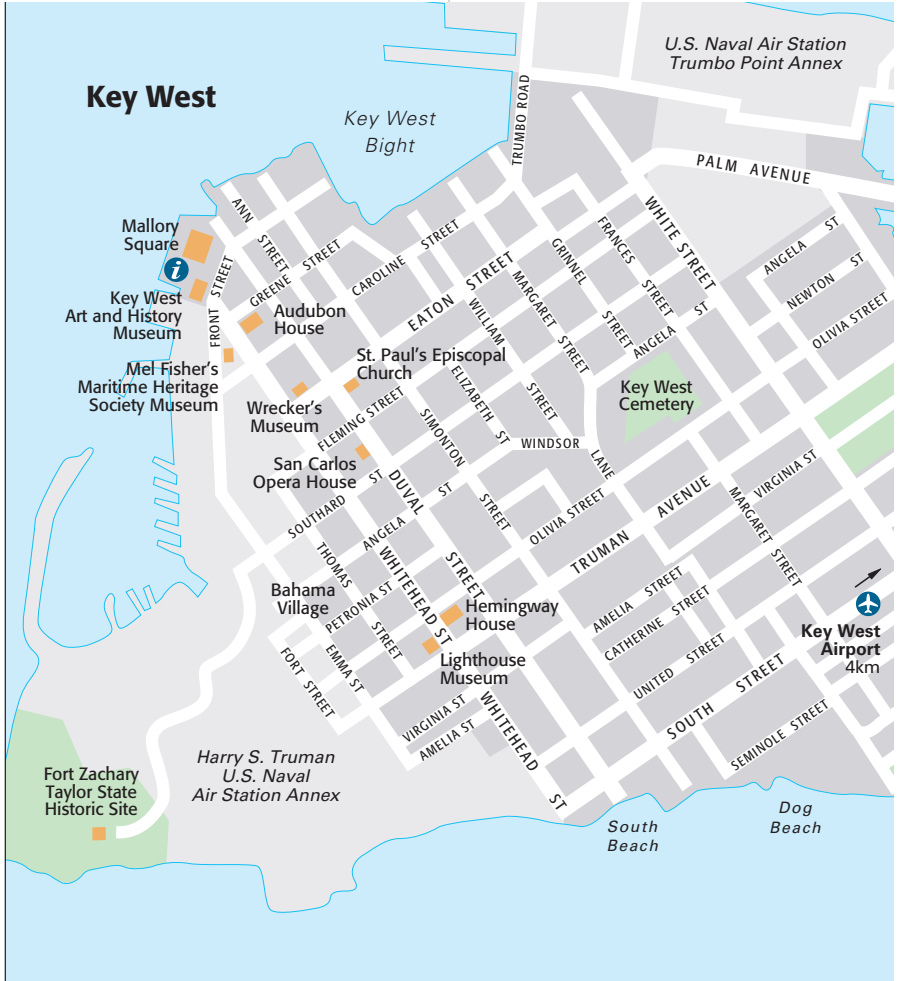 Key West
U.S. Naval Air Station
Trumbo Point Annex
Key West
Bight
TRUMBO ROAD
PALM AVENUE
WHITE STREET
Mallory
Square
i
Key West
Art and History
Museum
ANN STREET
FRONT STREET
GREENE STREET
CAROLINE STREET
EATON STREET
GRINNEL STREET
FRANCES STREET
MARGARET STREET
WILLIAM STREET
ANGELA ST
ANGELA ST
NEWTON ST
OLIVIA STREET
Audubon
House
Mel Fisher's
Maritime Heritage
Society Museum
St. Paul's Episcopal
Church
Wrecker's
Museum
FLEMING STREET
ELIZABETH ST
SIMONTON STREET
WINDSOR LANE
Key West
Cemetery
San Carlos
Opera House
SOUTHARD ST
DUVAL STREET
ANGELA ST
OLIVIA STREET
TRUMAN AVENUE
VIRGINIA ST
MARGARET STREET
THOMAS STREET
WHITEHEAD ST
Bahama
Village
PETRONIA ST
EMMA ST
FORT STREET
Hemingway
House
Lighthouse
Museum
AMELIA STREET
CATHERINE STREET
UNITED STREET
SOUTH STREET
SEMINOLE STREET
Key West
Airport
4km
VIRGINIA ST
AMELIA ST
WHITEHEAD ST
Harry S. Truman
U.S. Naval
Air Station Annex
Fort Zachary
Taylor State
Historic Site
South
Beach
Dog
Beach